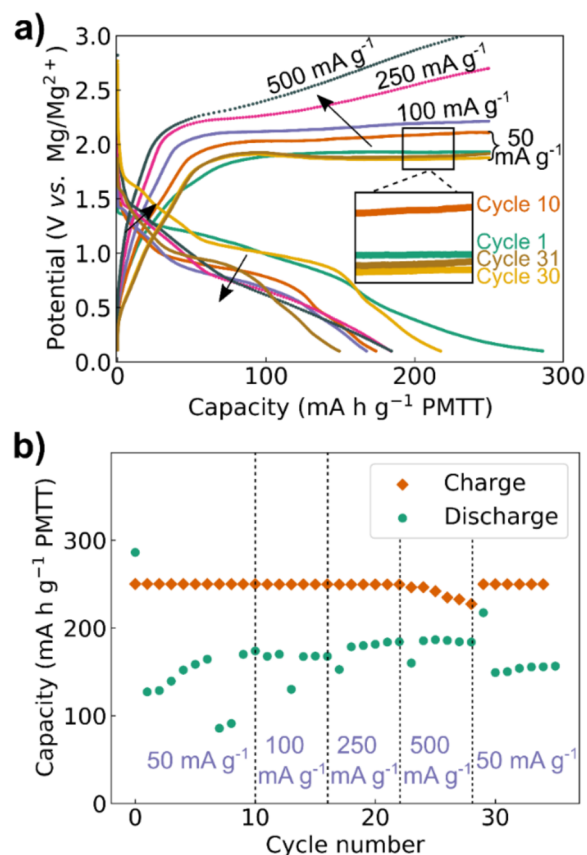 a)
3.0
2.5
2.0
1.5
1.0
0.5
0.0
Potential (V vs. Mg/Mg²⁺)
500 mA g⁻¹
250 mA g⁻¹
100 mA g⁻¹
50
mA g⁻¹
Cycle 10
Cycle 1
Cycle 31
Cycle 30
0
100
200
300
Capacity (mA h g⁻¹ PMTT)
b)
Charge
Discharge
300
200
100
0
Capacity (mA h g⁻¹ PMTT)
50 mA g⁻¹
100
mA g⁻¹
250
mA g⁻¹
500
mA g⁻¹
50 mA g⁻¹
0
10
20
30
Cycle number